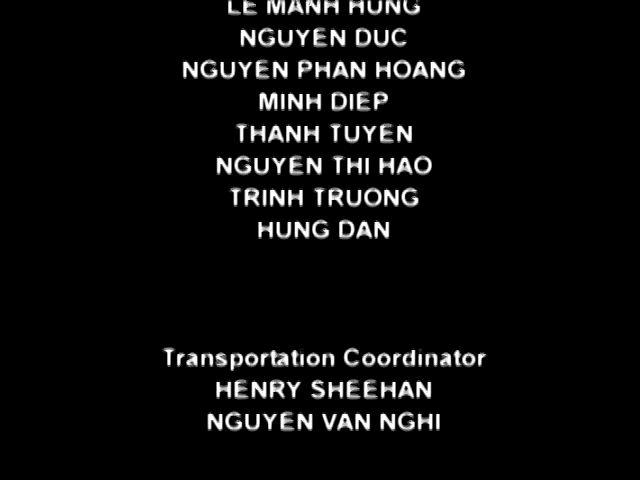 LE MANH HUNG
NGUYEN DUC
NGUYEN PHAN HOANG
MINH DIEP
THANH TUYEN
NGUYEN THI HAO
TRINH TRUONG
HUNG DAN
Transportation Coordinator
HENRY SHEEHAN
NGUYEN VAN NGHI